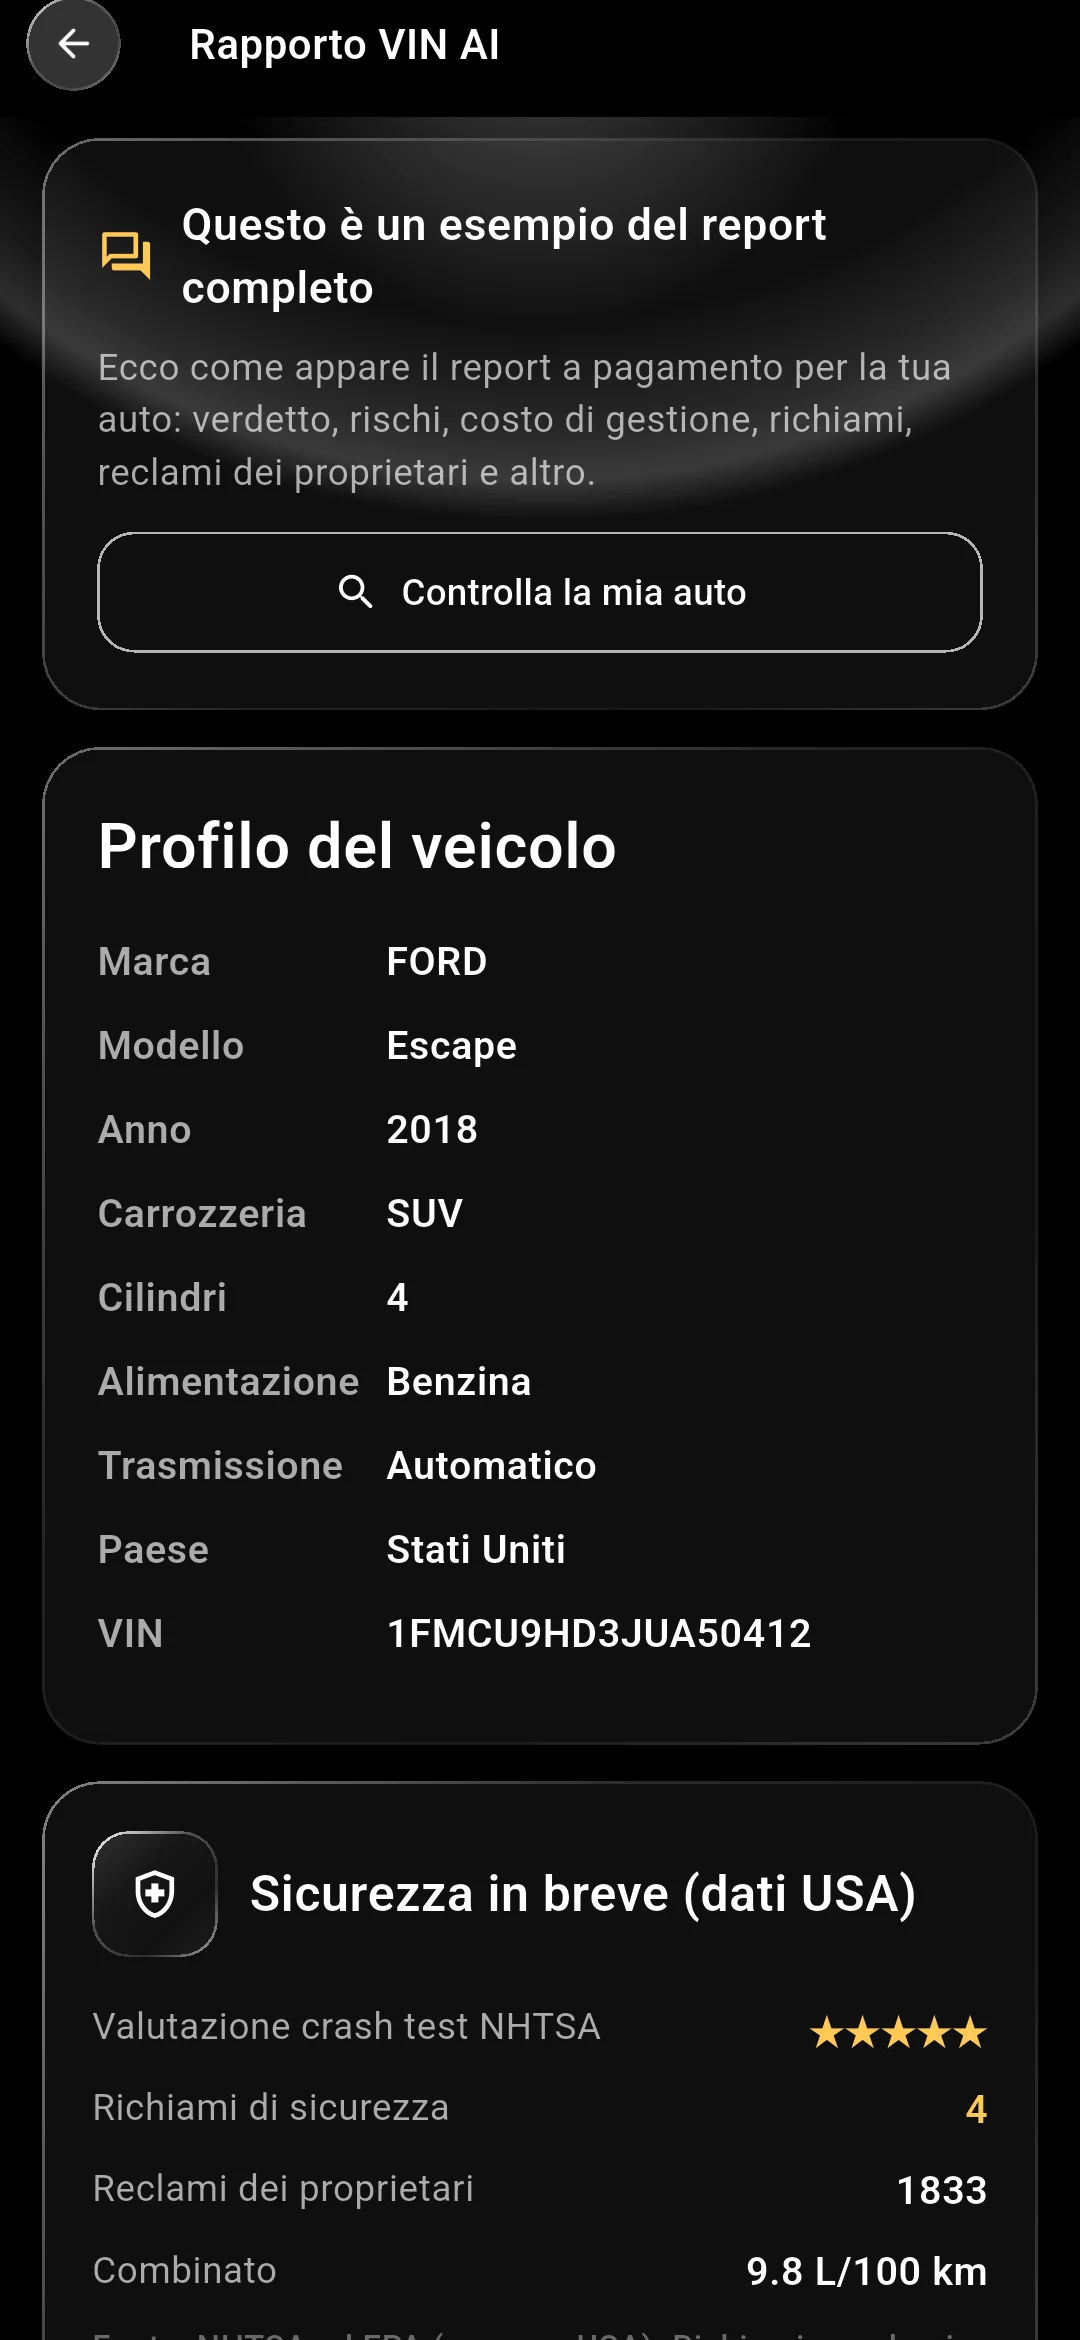 Rapporto VIN AI
Questo è un esempio del report
completo
Ecco come appare il report a pagamento per la tua
auto: verdetto, rischi, costo di gestione, richiami,
reclami dei proprietari e altro.
Controlla la mia auto
Profilo del veicolo
Marca FORD
Modello Escape
Anno 2018
Carrozzeria SUV
Cilindri 4
Alimentazione Benzina
Trasmissione Automatico
Paese Stati Uniti
VIN 1FMCU9HD3JUA50412
Sicurezza in breve (dati USA)
Valutazione crash test NHTSA ★★★★★
Richiami di sicurezza 4
Reclami dei proprietari 1833
Combinato 9.8 L/100 km